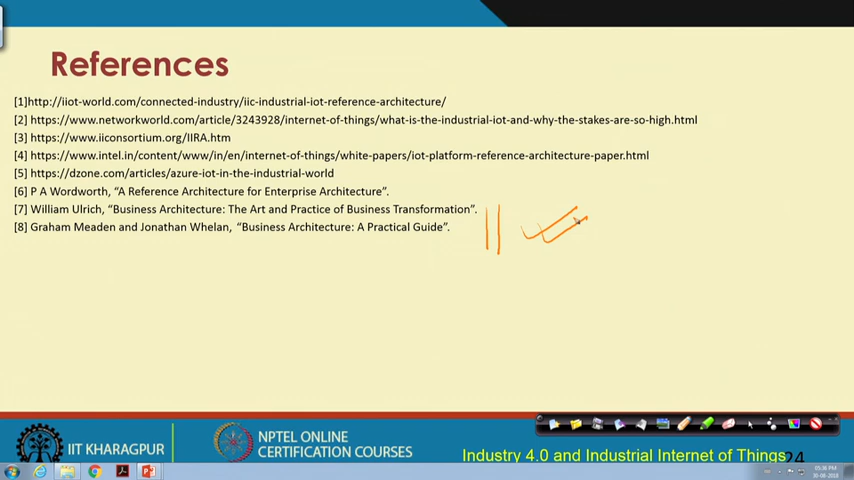 References
[1]http://iiot-world.com/connected-industry/iic-industrial-iot-reference-architecture/
[2] https://www.networkworld.com/article/3243928/internet-of-things/what-is-the-industrial-iot-and-why-the-stakes-are-so-high.html
[3] https://www.iiconsortium.org/IIRA.htm
[4] https://www.intel.in/content/www/in/en/internet-of-things/white-papers/iot-platform-reference-architecture-paper.html
[5] https://dzone.com/articles/azure-iot-in-the-industrial-world
[6] P A Wordworth, “A Reference Architecture for Enterprise Architecture”.
[7] William Ulrich, “Business Architecture: The Art and Practice of Business Transformation”.
[8] Graham Meaden and Jonathan Whelan, “Business Architecture: A Practical Guide”.
IIT KHARAGPUR
NPTEL ONLINE
CERTIFICATION COURSES
Industry 4.0 and Industrial Internet of Things
24
05:36 PM
30-08-2019